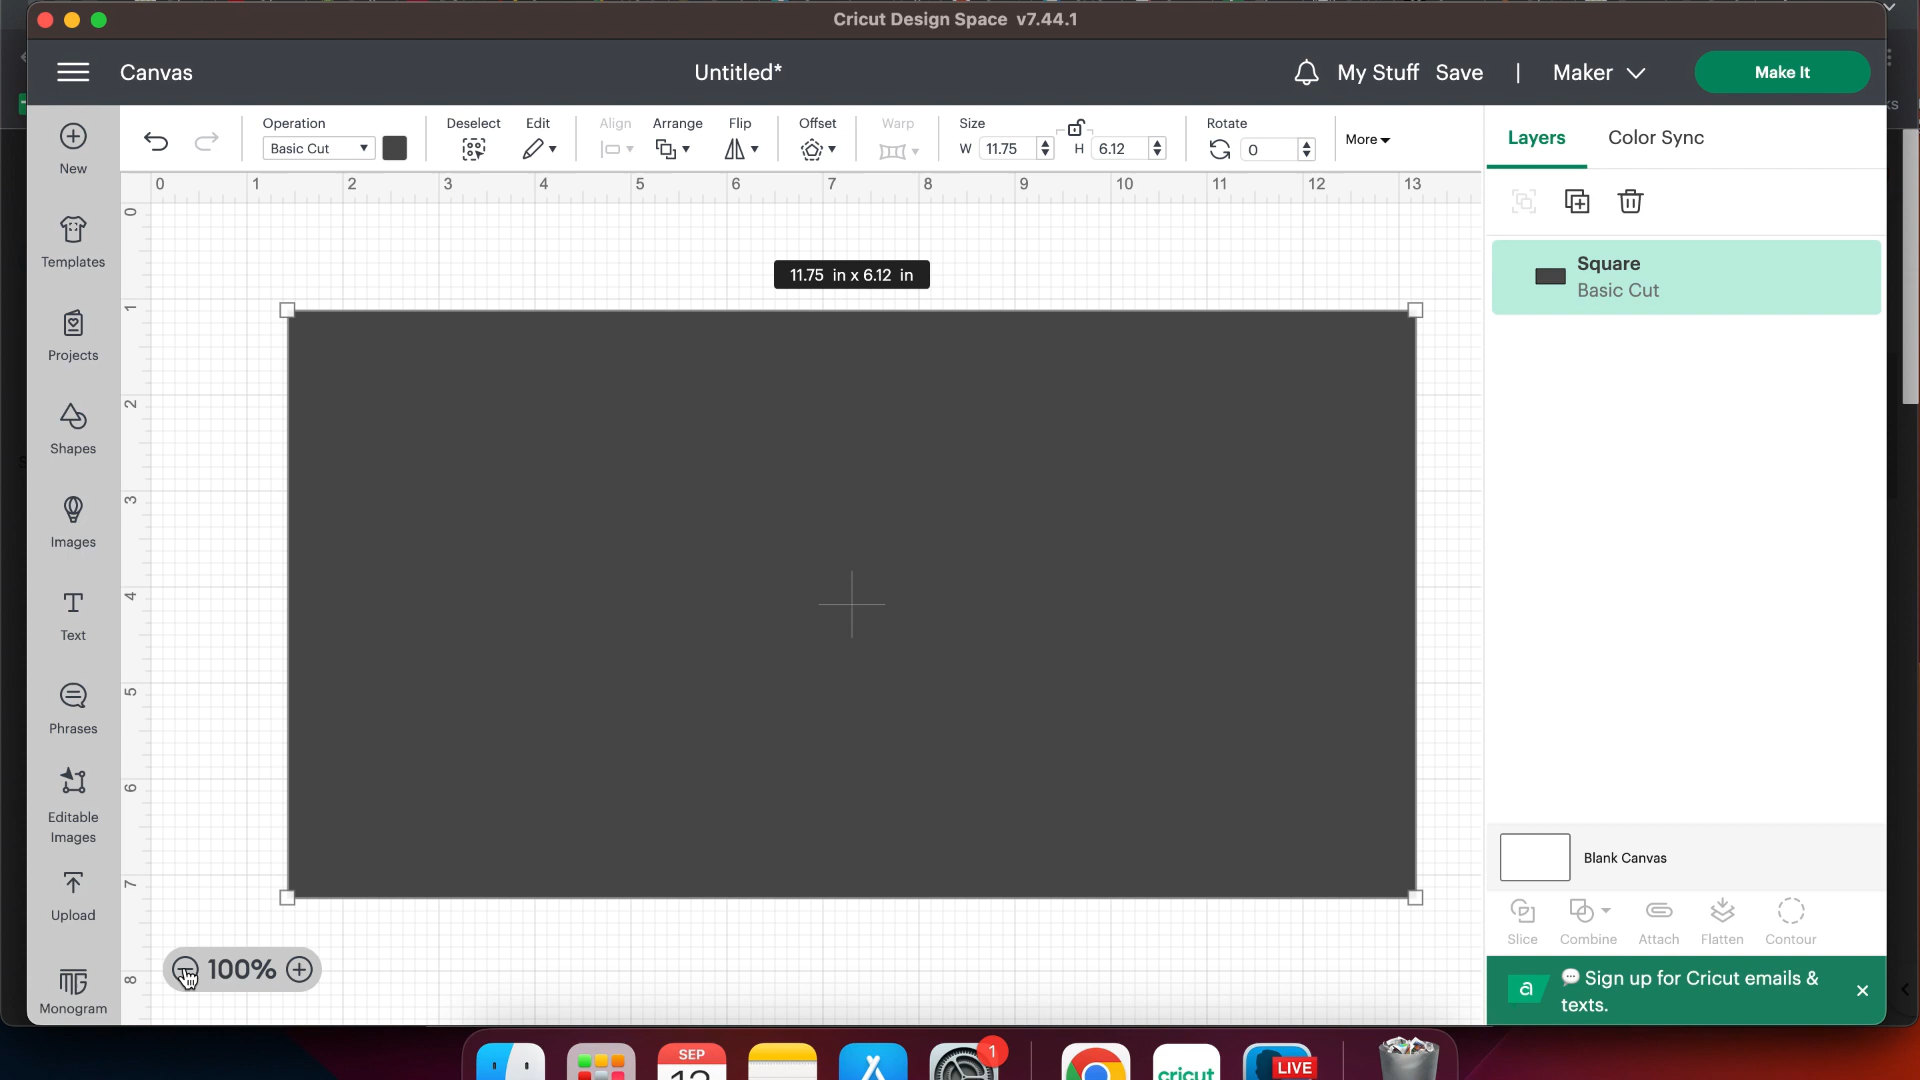 Cricut Design Space v7.44.1
Canvas
Untitled*
My Stuff Save | Maker
Make It
New
Templates
Projects
Shapes
Images
Text
Phrases
Editable
Images
Upload
Monogram
Operation
Basic Cut
Deselect
Edit
Align
Arrange
Flip
Offset
Warp
Size
W 11.75
H 6.12
Rotate
0
More
0 1 2 3 4 5 6 7 8 9 10 11 12 13
0
1
2
3
4
5
6
7
8
11.75 in x 6.12 in
100%
Layers
Color Sync
Square
Basic Cut
Blank Canvas
Slice
Combine
Attach
Flatten
Contour
a
Sign up for Cricut emails &
texts.
SEP
1
cricut
LIVE